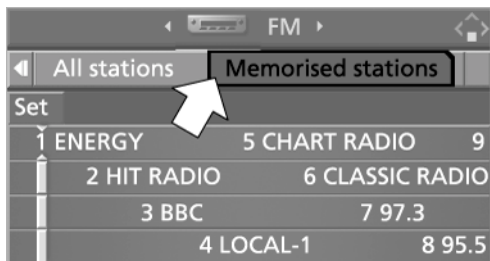 FM
All stations Memorised stations
Set
1 ENERGY 5 CHART RADIO 9
2 HIT RADIO 6 CLASSIC RADIO
3 BBC 7 97.3
4 LOCAL-1 8 95.5